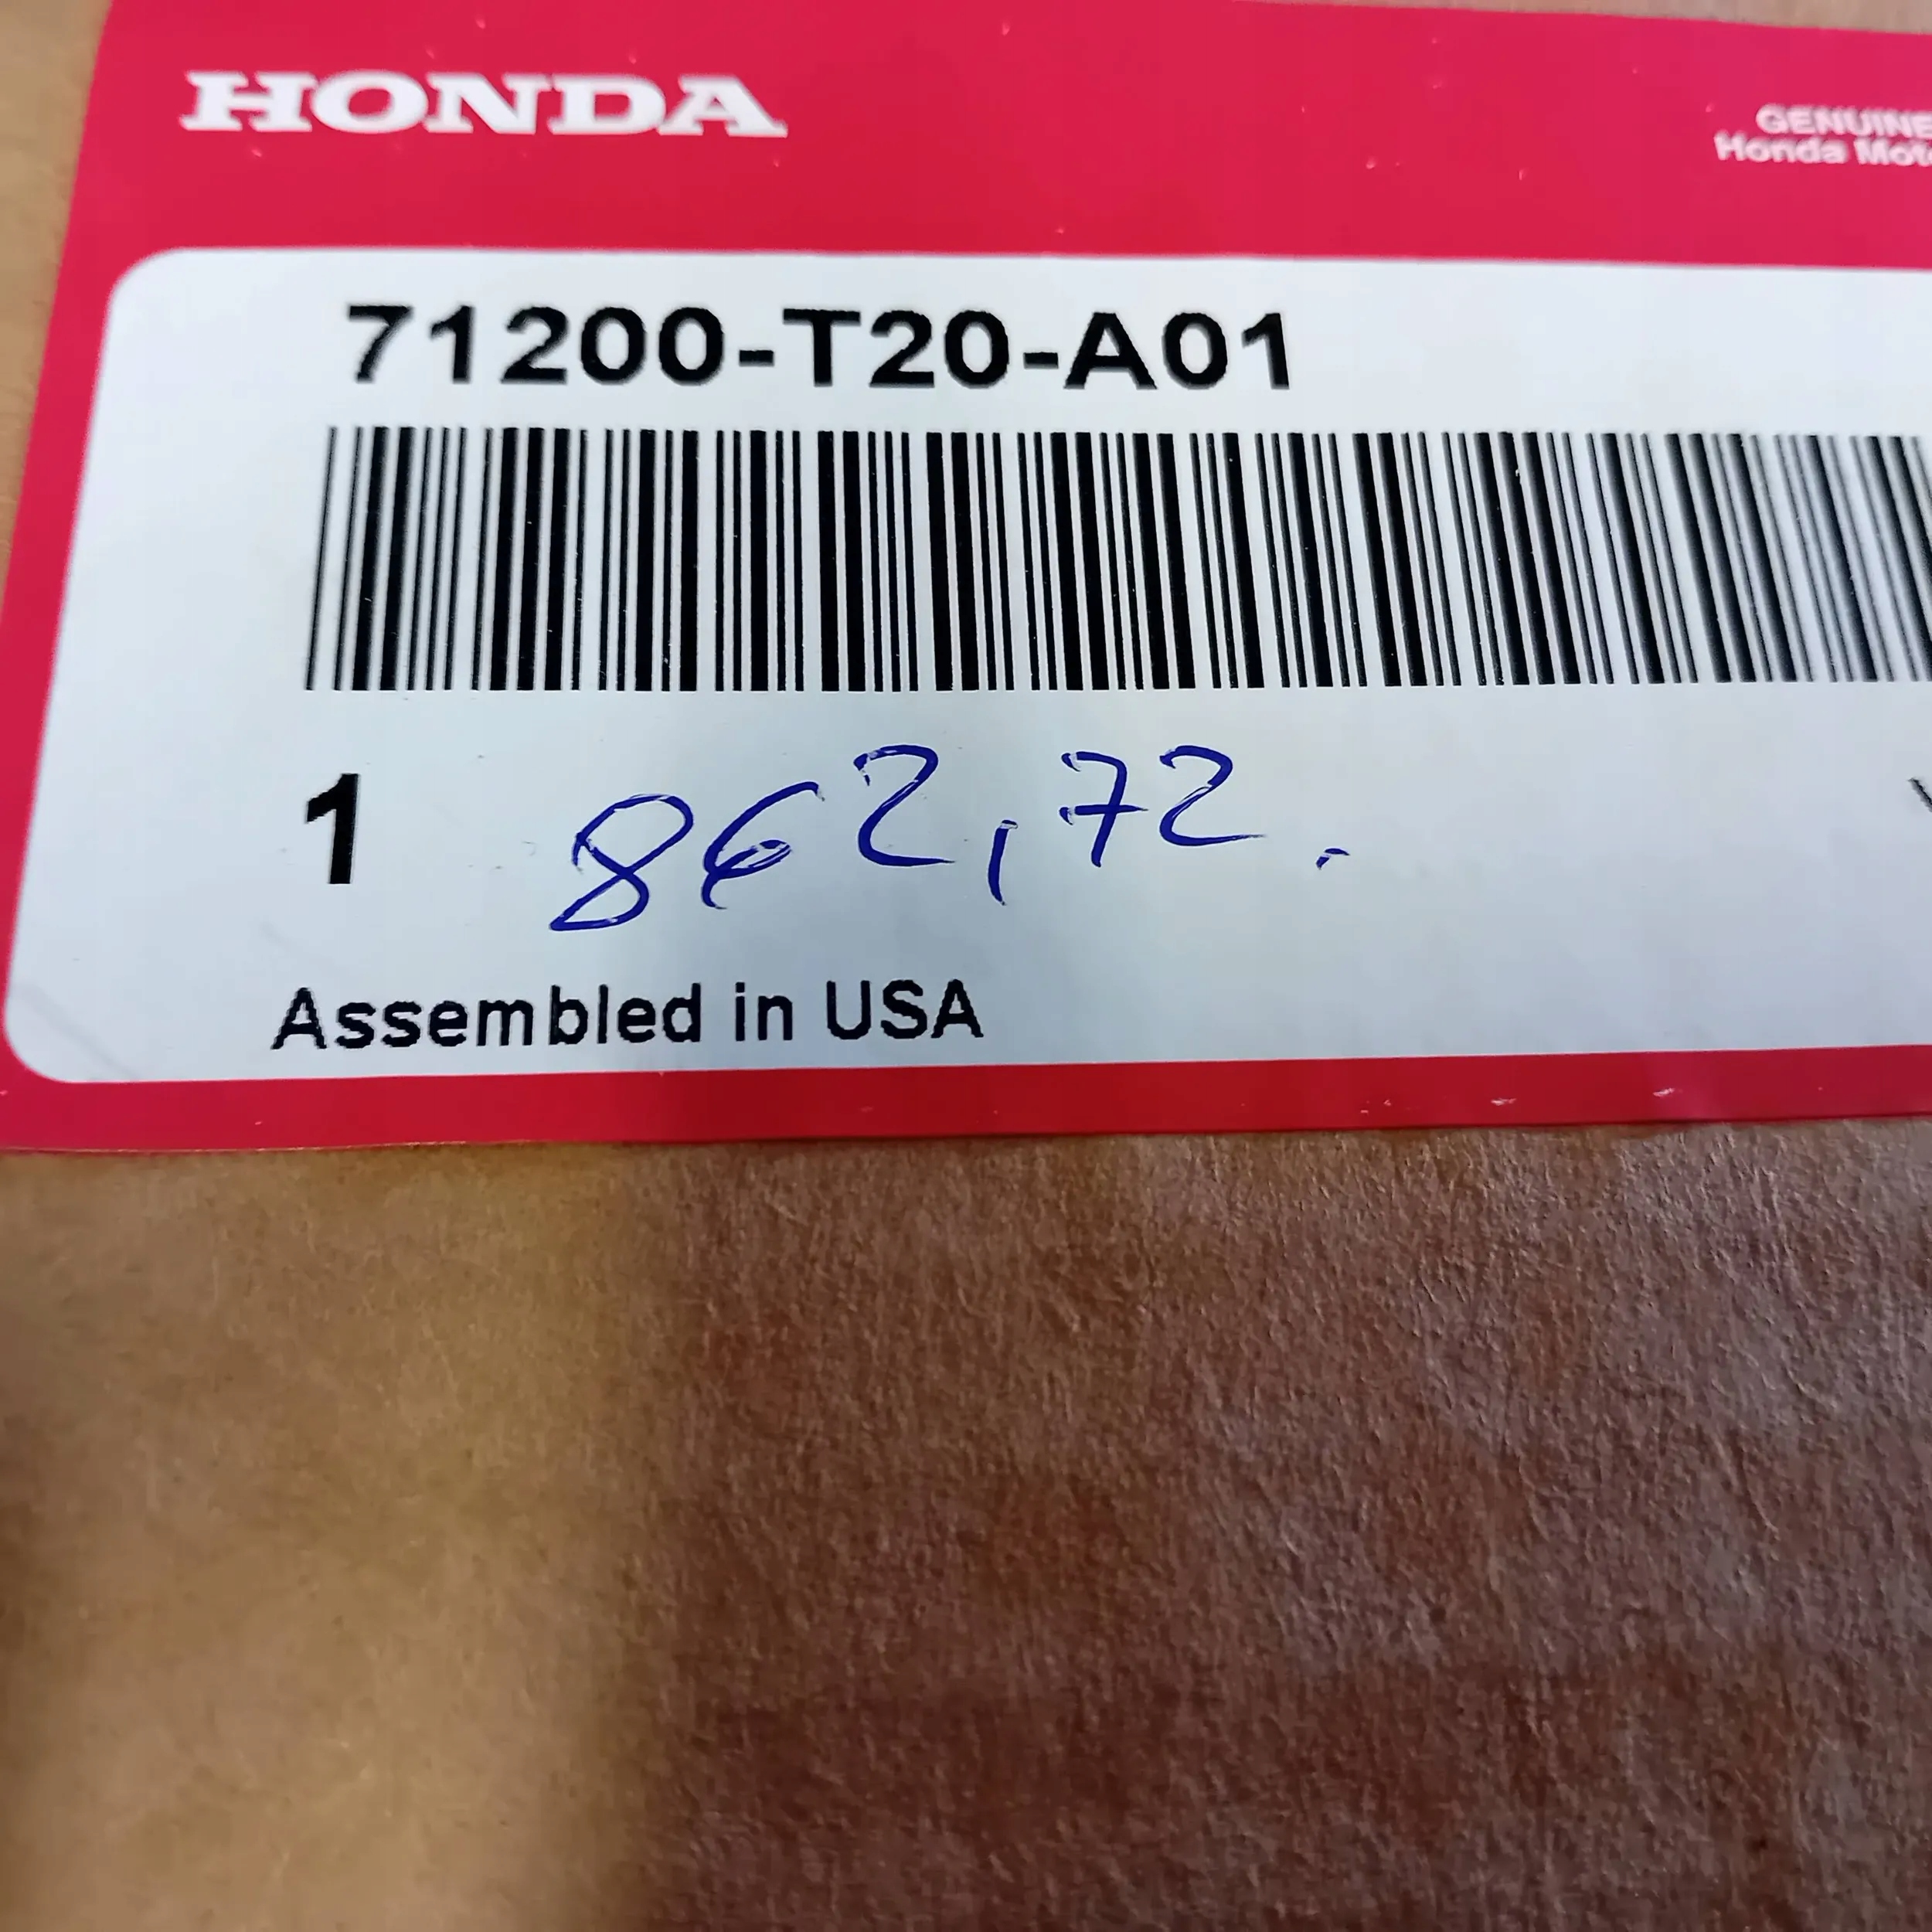 HONDA
GENUINE
Honda Moto
71200-T20-A01
1 862,72.
Assembled in USA